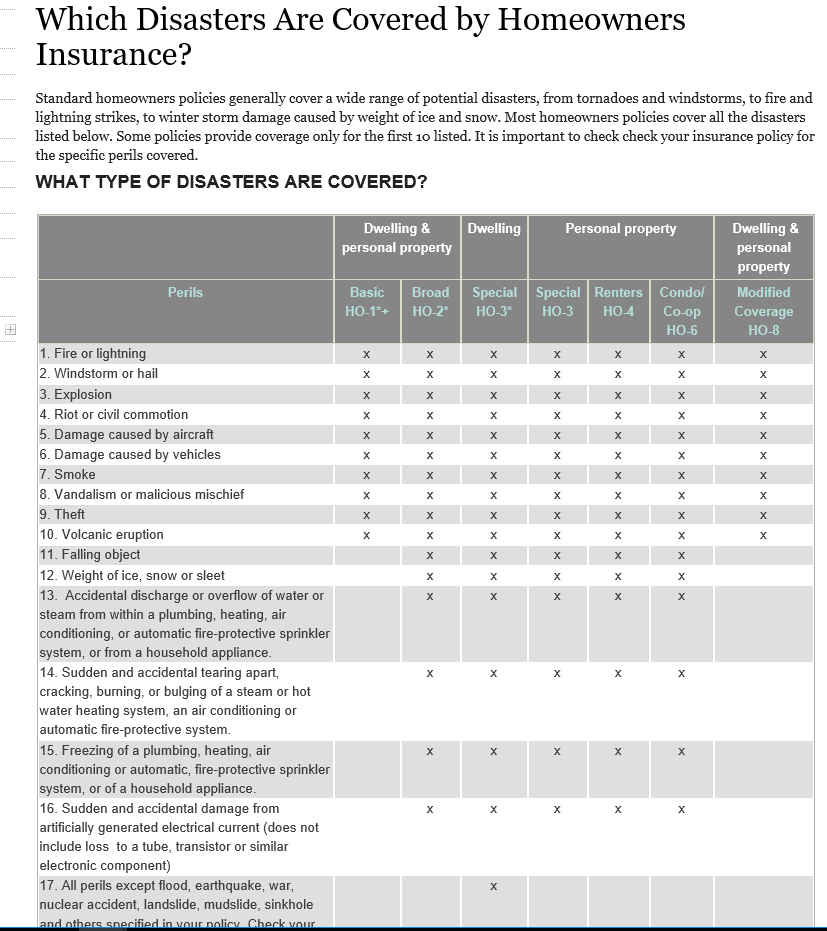 Which Disasters Are Covered by Homeowners
Insurance?
Standard homeowners policies generally cover a wide range of potential disasters, from tornadoes and windstorms, to fire and
lightning strikes, to winter storm damage caused by weight of ice and snow. Most homeowners policies cover all the disasters
listed below. Some policies provide coverage only for the first 10 listed. It is important to check check your insurance policy for
the specific perils covered.
WHAT TYPE OF DISASTERS ARE COVERED?
Dwelling & personal property Dwelling Personal property Dwelling & personal property
Perils Basic HO-1*+ Broad HO-2* Special HO-3* Special HO-3 Renters HO-4 Condo/ Co-op HO-6 Modified Coverage HO-8
1. Fire or lightning x x x x x x x
2. Windstorm or hail x x x x x x x
3. Explosion x x x x x x x
4. Riot or civil commotion x x x x x x x
5. Damage caused by aircraft x x x x x x x
6. Damage caused by vehicles x x x x x x x
7. Smoke x x x x x x x
8. Vandalism or malicious mischief x x x x x x x
9. Theft x x x x x x x
10. Volcanic eruption x x x x x x x
11. Falling object x x x x x
12. Weight of ice, snow or sleet x x x x x
13. Accidental discharge or overflow of water or x x x x x
steam from within a plumbing, heating, air
conditioning, or automatic fire-protective sprinkler
system, or from a household appliance.
14. Sudden and accidental tearing apart, x x x x x
cracking, burning, or bulging of a steam or hot
water heating system, an air conditioning or
automatic fire-protective system.
15. Freezing of a plumbing, heating, air x x x x x
conditioning or automatic, fire-protective sprinkler
system, or of a household appliance.
16. Sudden and accidental damage from x x x x x
artificially generated electrical current (does not
include loss to a tube, transistor or similar
electronic component)
17. All perils except flood, earthquake, war, x
nuclear accident, landslide, mudslide, sinkhole
and others specified in your policy. Check your